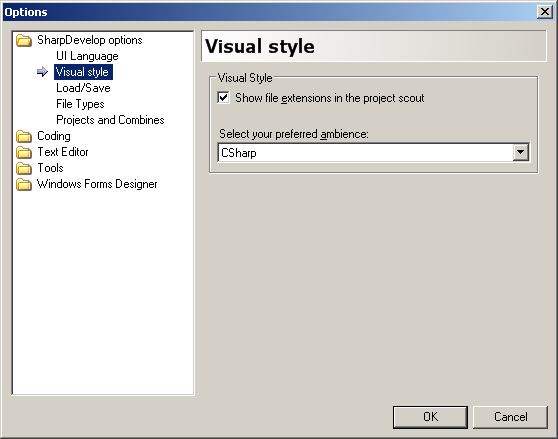 Options
SharpDevelop options
UI Language
Visual style
Load/Save
File Types
Projects and Combines
Coding
Text Editor
Tools
Windows Forms Designer
Visual style
Visual Style
Show file extensions in the project scout
Select your preferred ambience:
CSharp
OK
Cancel